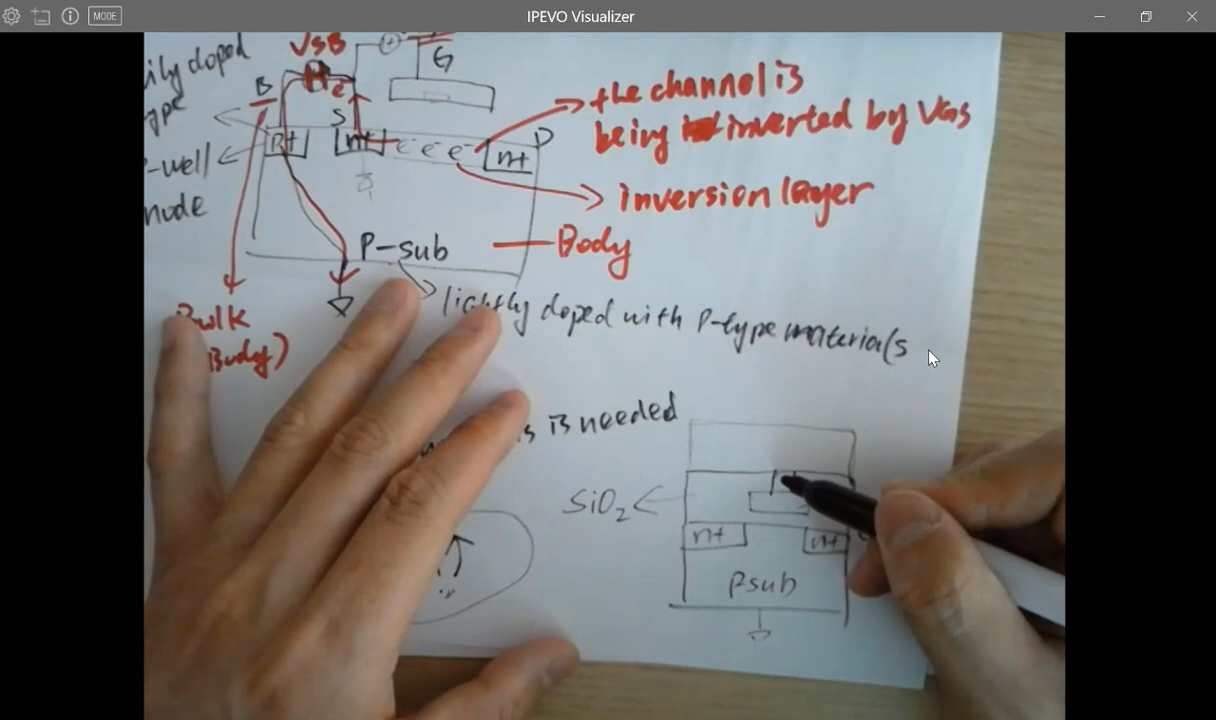 IPEVO Visualizer
MODE
VSB
G
ily doped
ype
B
e
S
D
the channel is
being inverted by VGS
P+
n+
e e e-
n+
-well
node
inversion layer
P-sub
Body
lightly doped with P-type materials
Bulk
Body)
is needed
SiO2
n+
n+
Psub